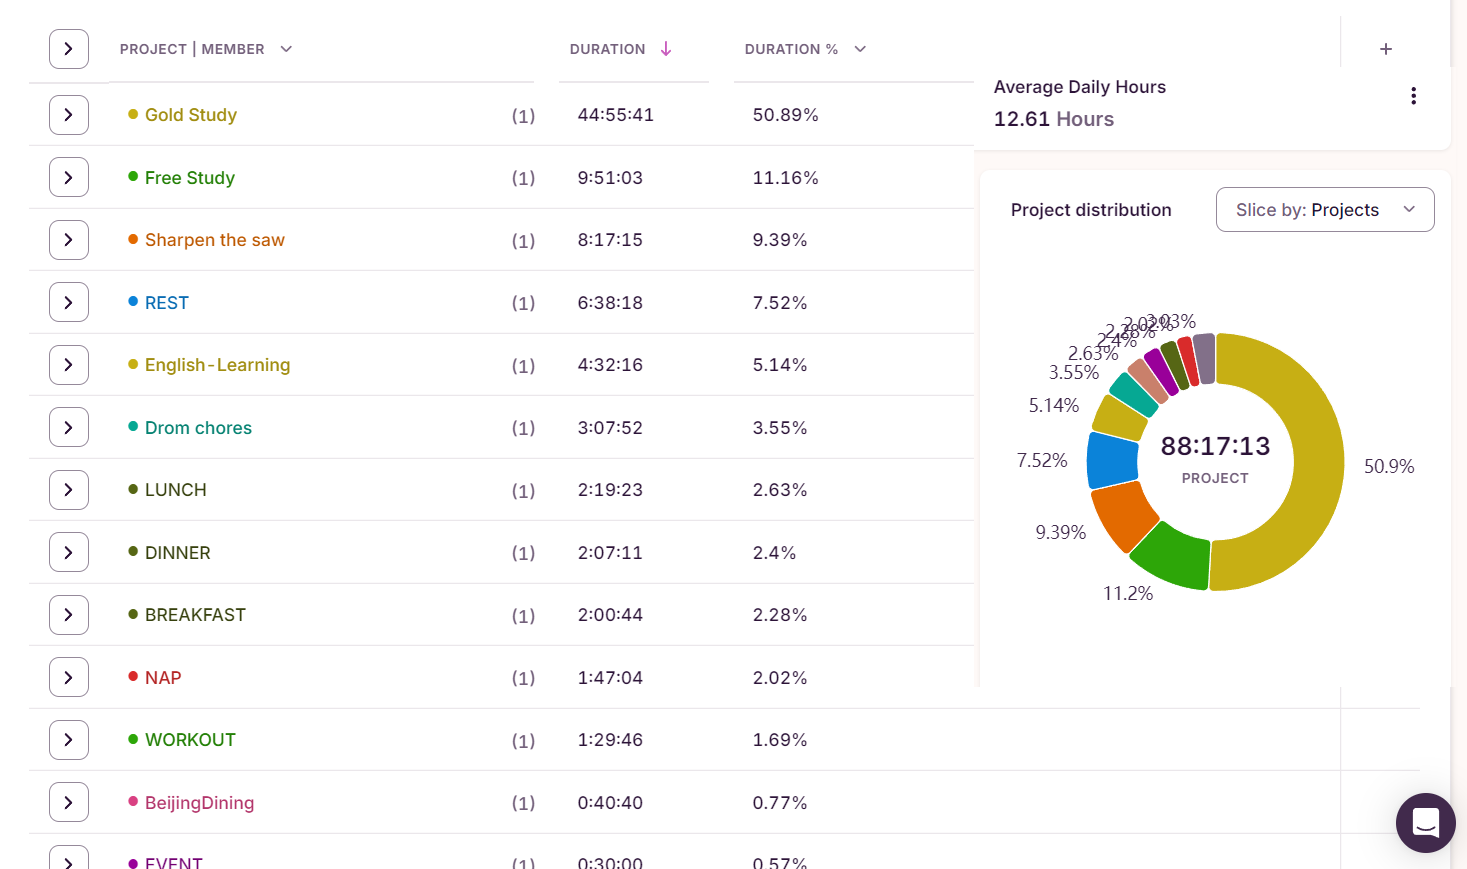 PROJECT | MEMBER DURATION DURATION %
Average Daily Hours
12.61 Hours
Gold Study (1) 44:55:41 50.89%
Free Study (1) 9:51:03 11.16%
Sharpen the saw (1) 8:17:15 9.39%
REST (1) 6:38:18 7.52%
English-Learning (1) 4:32:16 5.14%
Drom chores (1) 3:07:52 3.55%
LUNCH (1) 2:19:23 2.63%
DINNER (1) 2:07:11 2.4%
BREAKFAST (1) 2:00:44 2.28%
NAP (1) 1:47:04 2.02%
WORKOUT (1) 1:29:46 1.69%
BeijingDining (1) 0:40:40 0.77%
EVENT (1) 0:30:00 0.57%
Project distribution
Slice by: Projects
3.03%
2.02%
2.28%
2.4%
2.63%
3.55%
5.14%
7.52%
9.39%
11.2%
50.9%
88:17:13
PROJECT